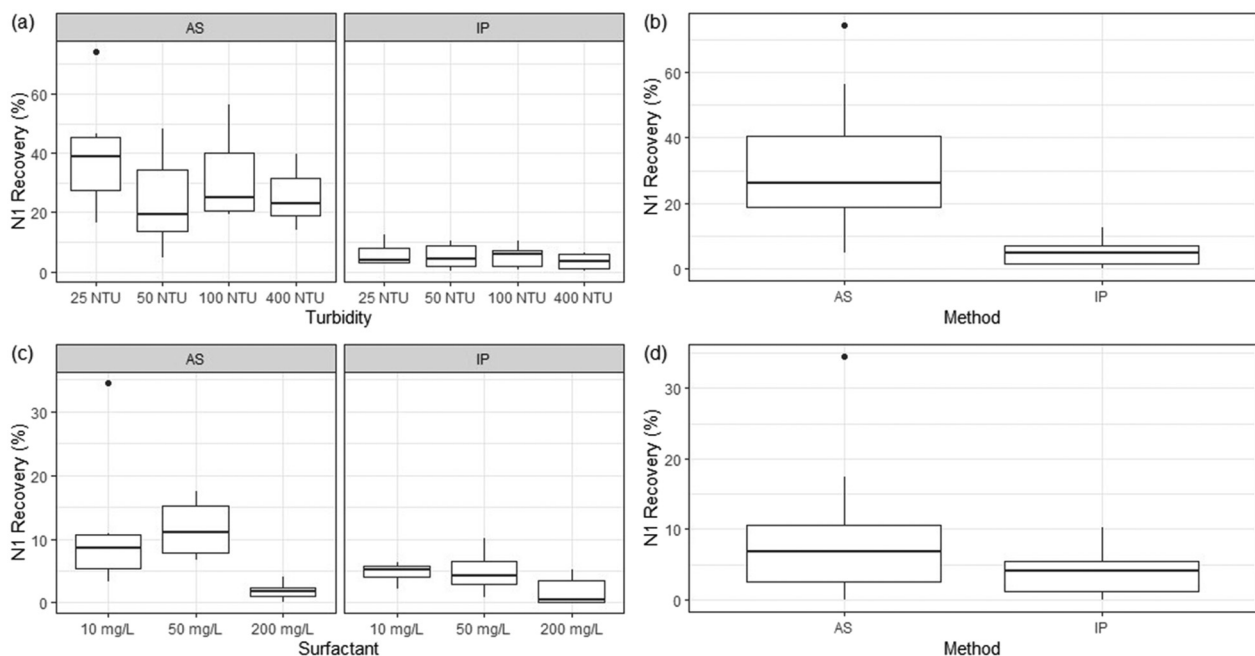 (a)
AS
IP
N1 Recovery (%)
60
40
20
0
25 NTU 50 NTU 100 NTU 400 NTU
25 NTU 50 NTU 100 NTU 400 NTU
Turbidity
(b)
N1 Recovery (%)
60
40
20
0
AS
IP
Method
(c)
AS
IP
N1 Recovery (%)
30
20
10
0
10 mg/L 50 mg/L 200 mg/L
10 mg/L 50 mg/L 200 mg/L
Surfactant
(d)
N1 Recovery (%)
30
20
10
0
AS
IP
Method